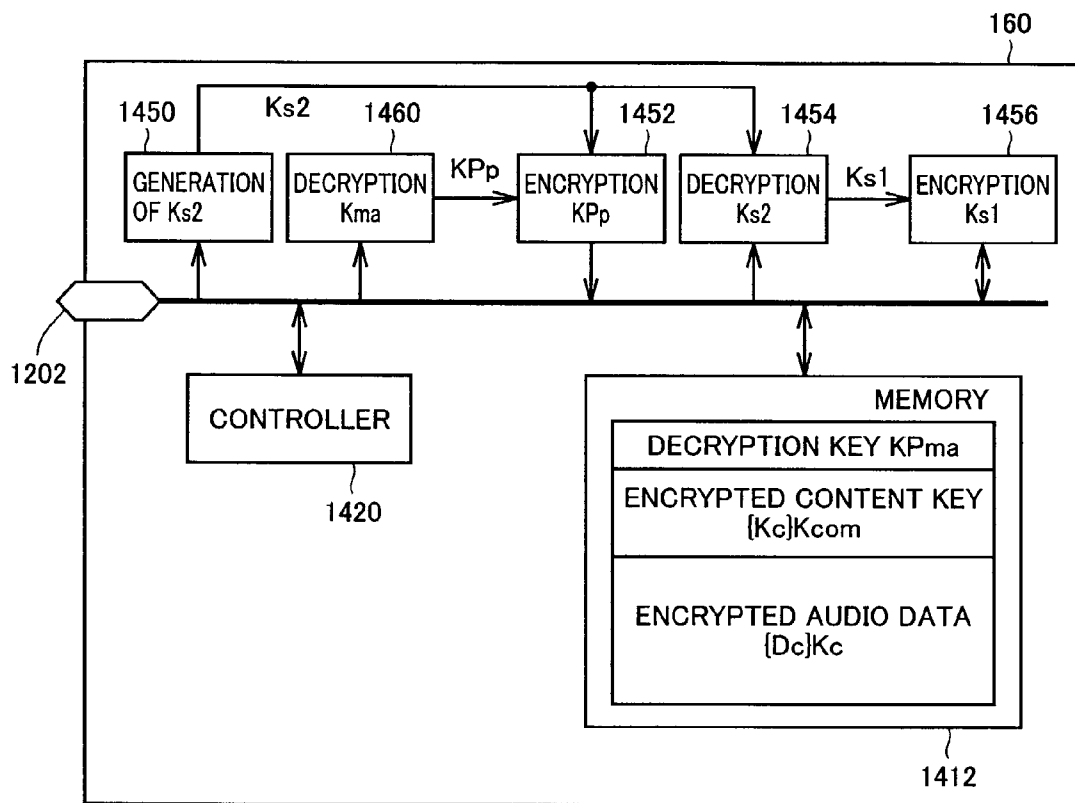 160
1450
Ks2
1460
1452
1454
1456
GENERATION
OF Ks2
DECRYPTION
Kma
KPp
ENCRYPTION
KPp
DECRYPTION
Ks2
Ks1
ENCRYPTION
Ks1
1202
CONTROLLER
1420
MEMORY
DECRYPTION KEY KPma
ENCRYPTED CONTENT KEY
{Kc}Kcom
ENCRYPTED AUDIO DATA
{Dc}Kc
1412